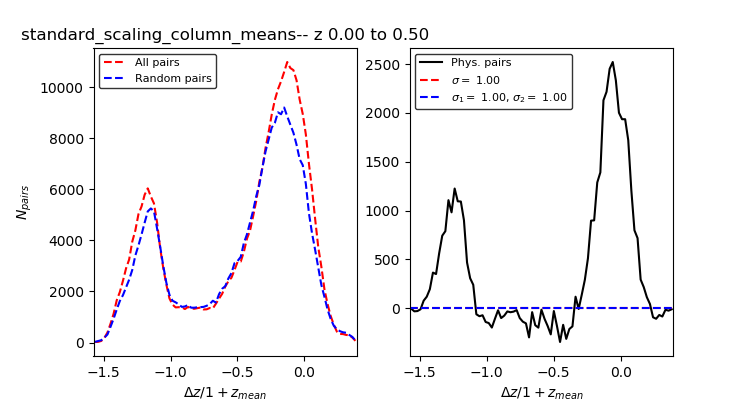 standard_scaling_column_means-- z 0.00 to 0.50
All pairs
Random pairs
10000
8000
6000
4000
2000
0
N_pairs
−1.5 −1.0 −0.5 0.0
Δz/1 + z_mean
Phys. pairs
σ = 1.00
σ₁ = 1.00, σ₂ = 1.00
2500
2000
1500
1000
500
0
−1.5 −1.0 −0.5 0.0
Δz/1 + z_mean